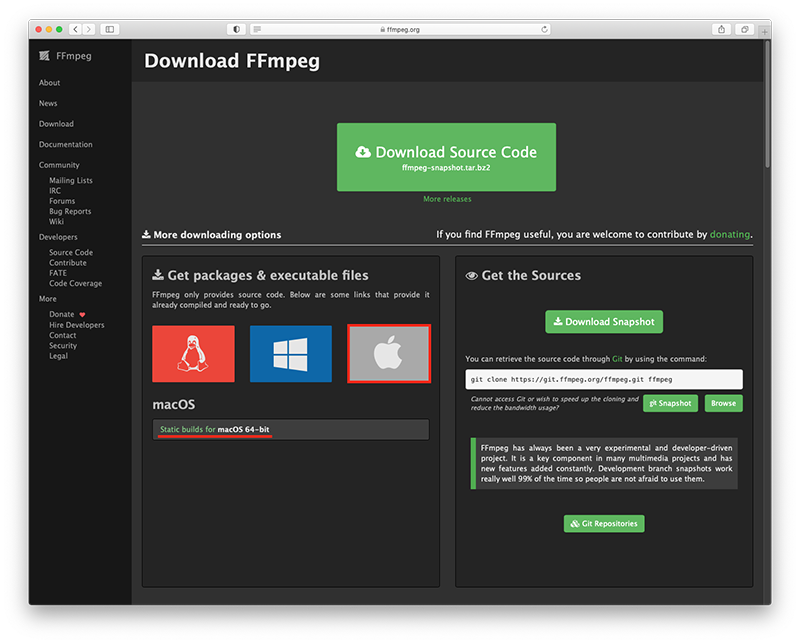 ffmpeg.org
FFmpeg
About
News
Download
Documentation
Community
Mailing Lists
IRC
Forums
Bug Reports
Wiki
Developers
Source Code
Contribute
FATE
Code Coverage
More
Donate
Hire Developers
Contact
Security
Legal
Download FFmpeg
Download Source Code
ffmpeg-snapshot.tar.bz2
More releases
More downloading options
If you find FFmpeg useful, you are welcome to contribute by donating.
Get packages & executable files
FFmpeg only provides source code. Below are some links that provide it
already compiled and ready to go.
macOS
Static builds for macOS 64-bit
Get the Sources
Download Snapshot
You can retrieve the source code through Git by using the command:
git clone https://git.ffmpeg.org/ffmpeg.git ffmpeg
Cannot access Git or wish to speed up the cloning and
reduce the bandwidth usage?
git Snapshot
Browse
FFmpeg has always been a very experimental and developer-driven
project. It is a key component in many multimedia projects and has
new features added constantly. Development branch snapshots work
really well 99% of the time so people are not afraid to use them.
Git Repositories